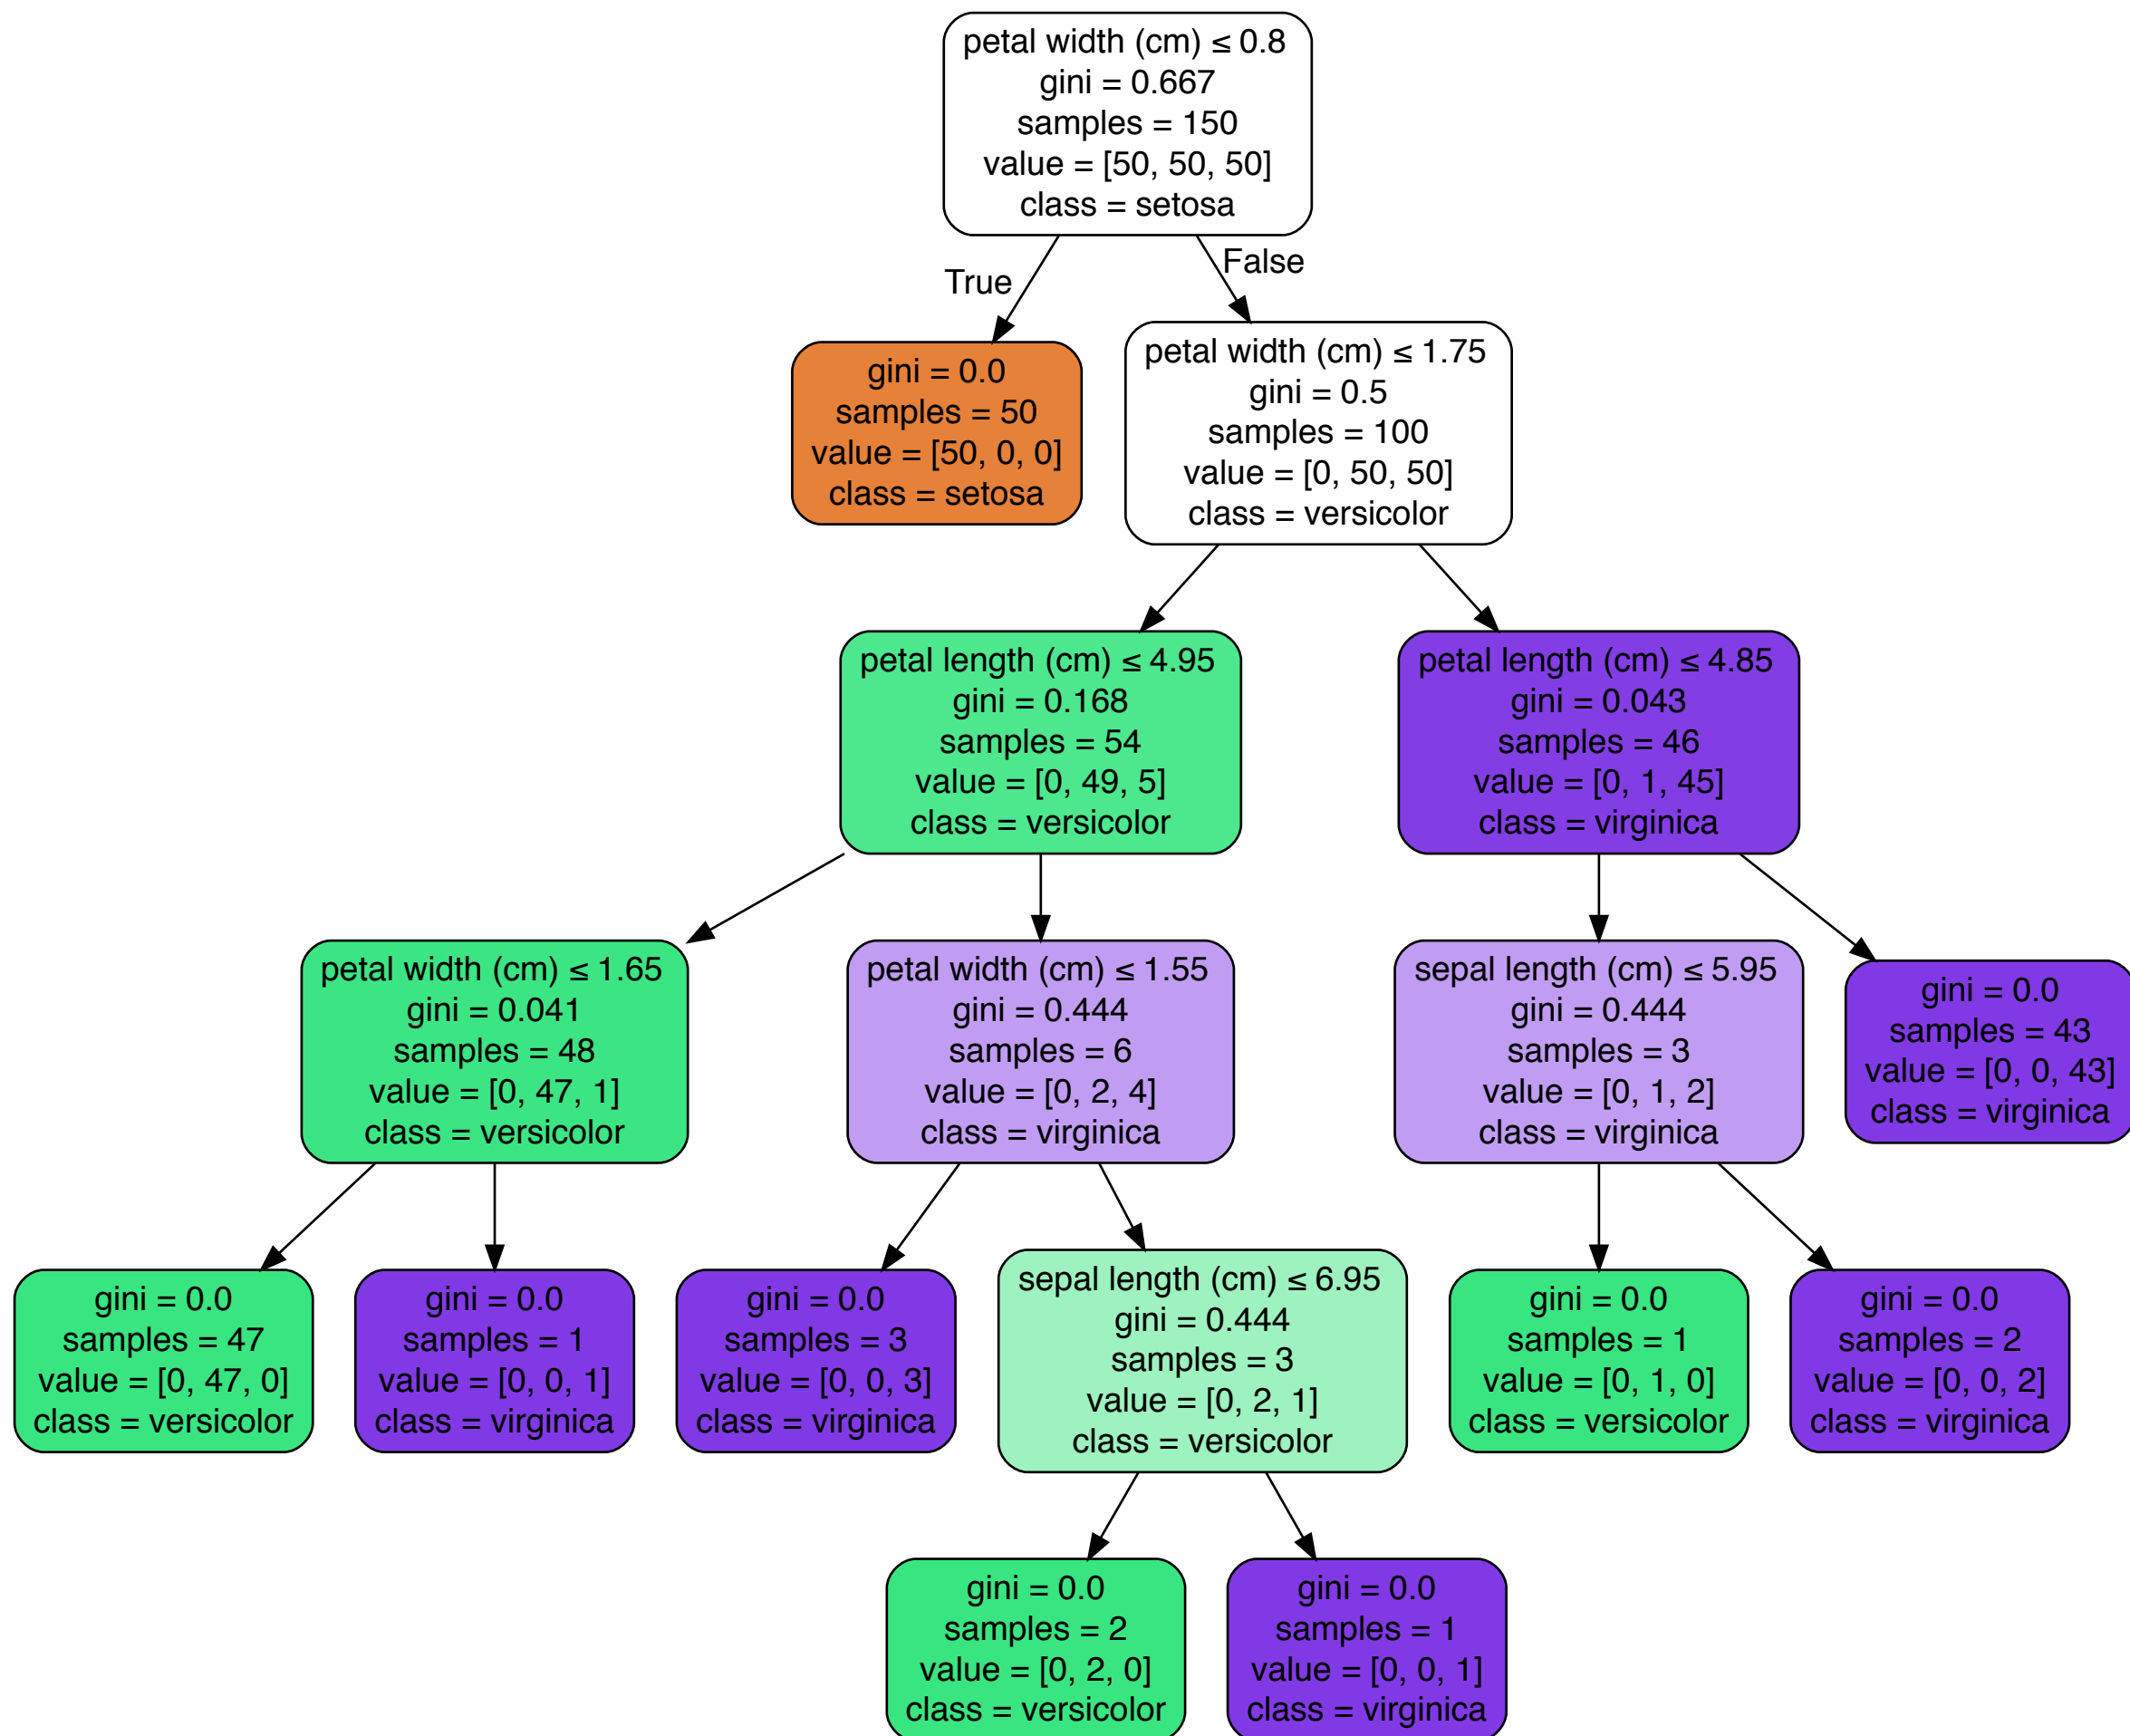 petal width (cm) ≤ 0.8
gini = 0.667
samples = 150
value = [50, 50, 50]
class = setosa
True
False
gini = 0.0
samples = 50
value = [50, 0, 0]
class = setosa
petal width (cm) ≤ 1.75
gini = 0.5
samples = 100
value = [0, 50, 50]
class = versicolor
petal length (cm) ≤ 4.95
gini = 0.168
samples = 54
value = [0, 49, 5]
class = versicolor
petal length (cm) ≤ 4.85
gini = 0.043
samples = 46
value = [0, 1, 45]
class = virginica
petal width (cm) ≤ 1.65
gini = 0.041
samples = 48
value = [0, 47, 1]
class = versicolor
petal width (cm) ≤ 1.55
gini = 0.444
samples = 6
value = [0, 2, 4]
class = virginica
sepal length (cm) ≤ 5.95
gini = 0.444
samples = 3
value = [0, 1, 2]
class = virginica
gini = 0.0
samples = 43
value = [0, 0, 43]
class = virginica
gini = 0.0
samples = 47
value = [0, 47, 0]
class = versicolor
gini = 0.0
samples = 1
value = [0, 0, 1]
class = virginica
gini = 0.0
samples = 3
value = [0, 0, 3]
class = virginica
sepal length (cm) ≤ 6.95
gini = 0.444
samples = 3
value = [0, 2, 1]
class = versicolor
gini = 0.0
samples = 1
value = [0, 1, 0]
class = versicolor
gini = 0.0
samples = 2
value = [0, 0, 2]
class = virginica
gini = 0.0
samples = 2
value = [0, 2, 0]
class = versicolor
gini = 0.0
samples = 1
value = [0, 0, 1]
class = virginica